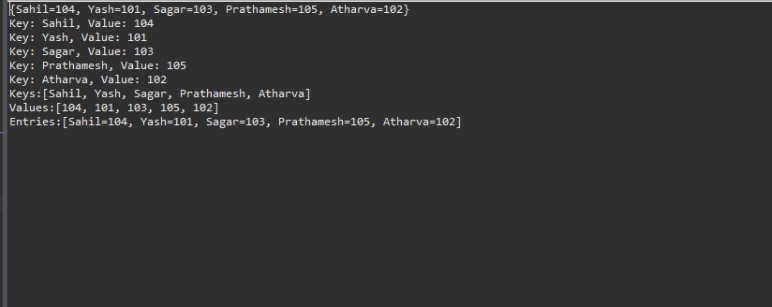 {Sahil=104, Yash=101, Sagar=103, Prathamesh=105, Atharva=102}
Key: Sahil, Value: 104
Key: Yash, Value: 101
Key: Sagar, Value: 103
Key: Prathamesh, Value: 105
Key: Atharva, Value: 102
Keys:[Sahil, Yash, Sagar, Prathamesh, Atharva]
Values:[104, 101, 103, 105, 102]
Entries:[Sahil=104, Yash=101, Sagar=103, Prathamesh=105, Atharva=102]